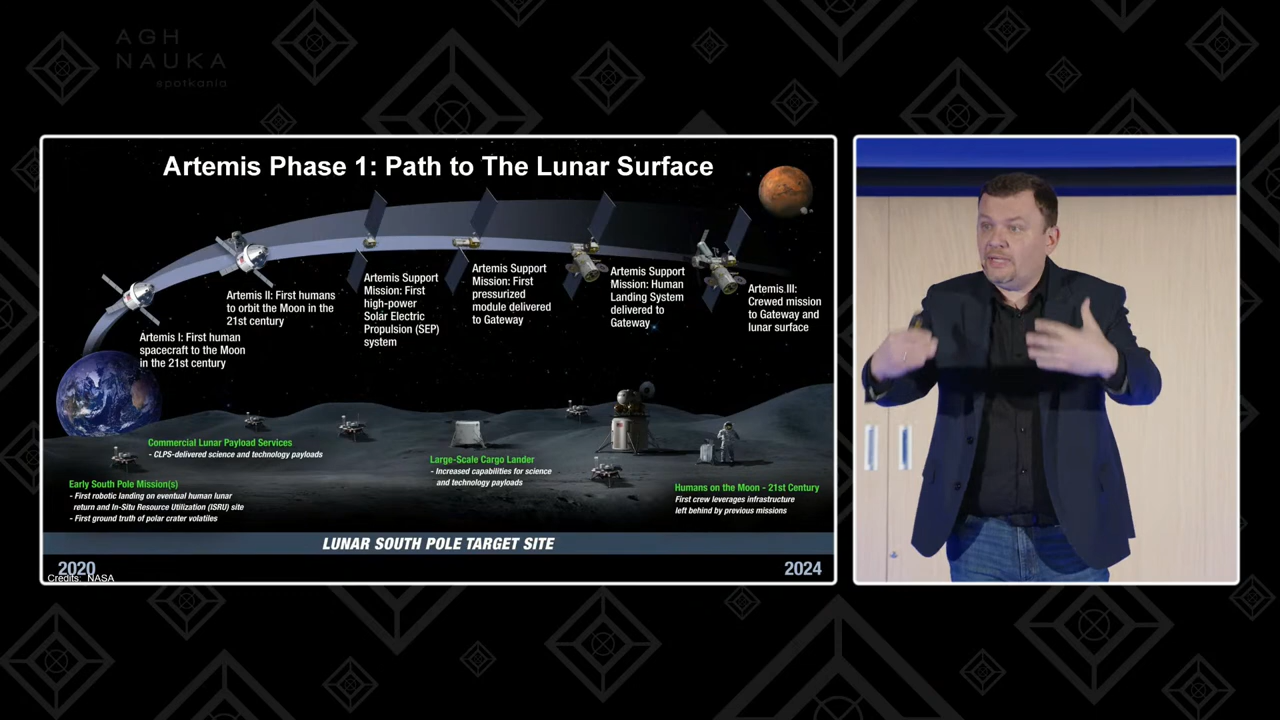 AGH
NAUKA
spotkania
Artemis Phase 1: Path to The Lunar Surface
Artemis I: First human
spacecraft to the Moon
in the 21st century
Artemis II: First humans
to orbit the Moon in the
21st century
Artemis Support
Mission: First
high-power
Solar Electric
Propulsion (SEP)
system
Artemis Support
Mission: First
pressurized
module delivered
to Gateway
Artemis Support
Mission: Human
Landing System
delivered to
Gateway
Artemis III:
Crewed mission
to Gateway and
lunar surface
Commercial Lunar Payload Services
- CLPS-delivered science and technology payloads
Early South Pole Mission(s)
- First robotic landing on eventual human lunar
return and In-Situ Resource Utilization (ISRU) site
- First ground truth of polar crater volatiles
Large-Scale Cargo Lander
- Increased capabilities for science
and technology payloads
Humans on the Moon - 21st Century
First crew leverages infrastructure
left behind by previous missions
LUNAR SOUTH POLE TARGET SITE
2020
2024
Credits: NASA